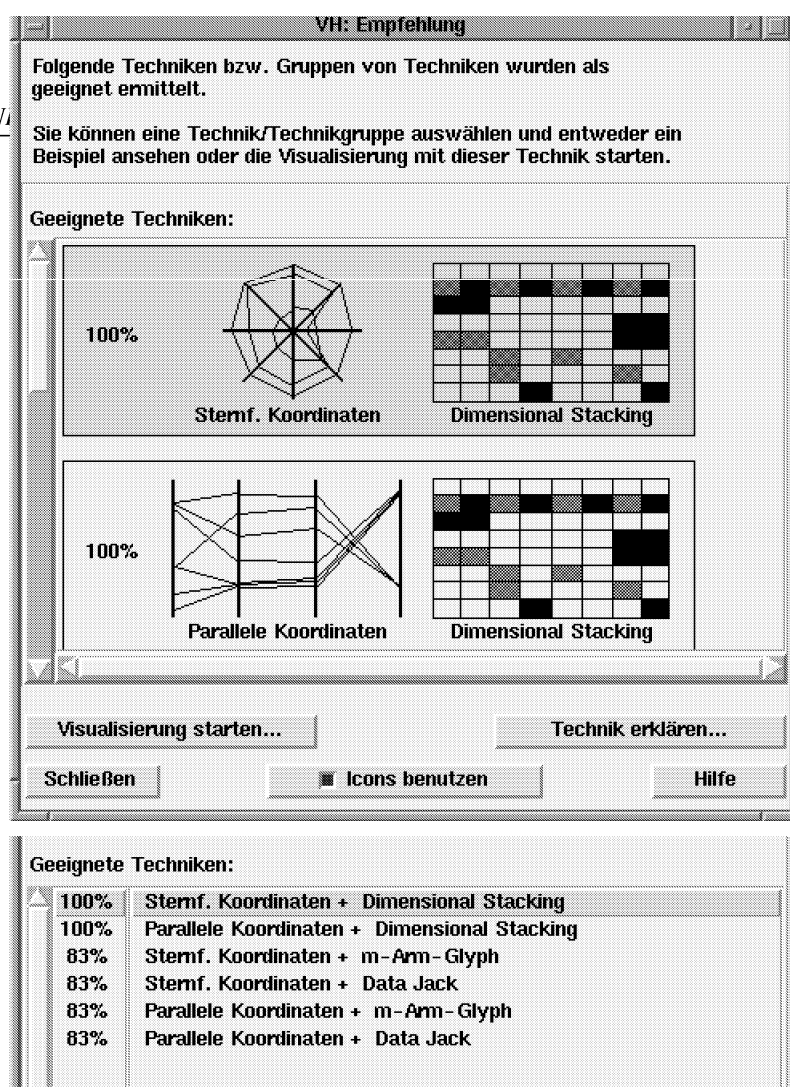 VH: Empfehlung
Folgende Techniken bzw. Gruppen von Techniken wurden als
geeignet ermittelt.
Sie können eine Technik/Technikgruppe auswählen und entweder ein
Beispiel ansehen oder die Visualisierung mit dieser Technik starten.
Geeignete Techniken:
100%
Sternf. Koordinaten Dimensional Stacking
100%
Parallele Koordinaten Dimensional Stacking
Visualisierung starten... Technik erklären...
Schließen Icons benutzen Hilfe
Geeignete Techniken:
100% Sternf. Koordinaten + Dimensional Stacking
100% Parallele Koordinaten + Dimensional Stacking
83% Sternf. Koordinaten + m-Arm-Glyph
83% Sternf. Koordinaten + Data Jack
83% Parallele Koordinaten + m-Arm-Glyph
83% Parallele Koordinaten + Data Jack